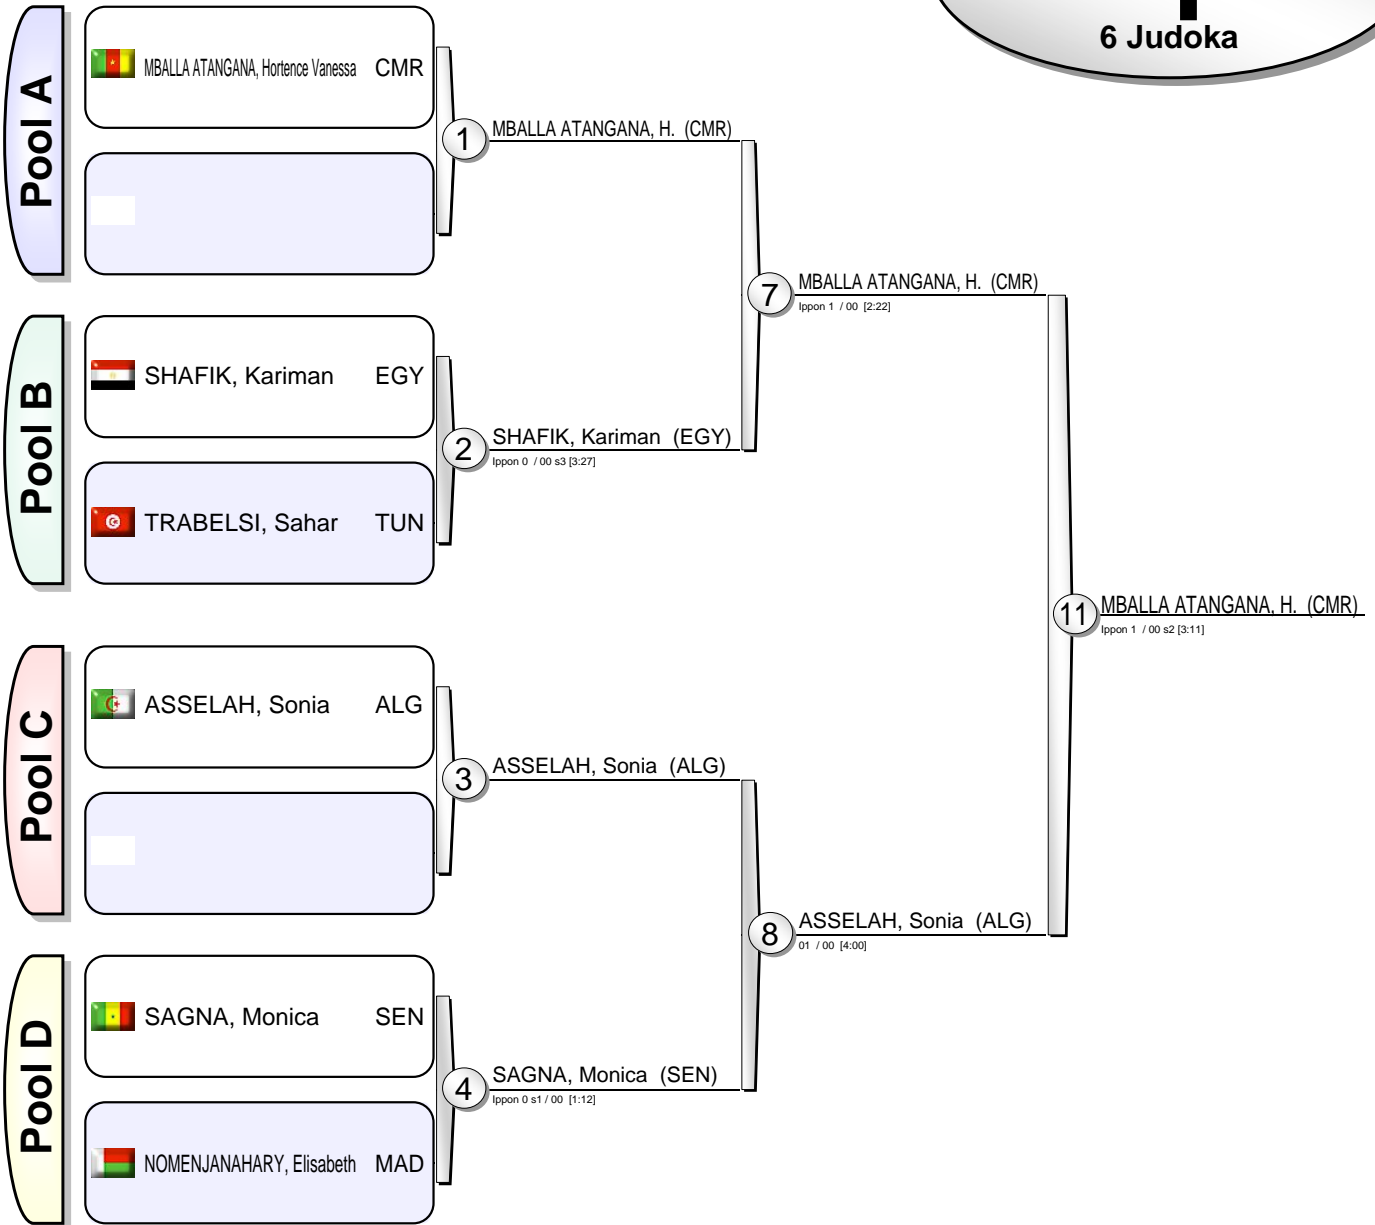 6 Judoka
Pool A
MBALLA ATANGANA, Hortence Vanessa CMR
1
MBALLA ATANGANA, H. (CMR)
7
MBALLA ATANGANA, H. (CMR)
Ippon 1 / 00 [2:22]
Pool B
SHAFIK, Kariman EGY
2
SHAFIK, Kariman (EGY)
Ippon 0 / 00 s3 [3:27]
TRABELSI, Sahar TUN
11
MBALLA ATANGANA, H. (CMR)
Ippon 1 / 00 s2 [3:11]
Pool C
ASSELAH, Sonia ALG
3
ASSELAH, Sonia (ALG)
8
ASSELAH, Sonia (ALG)
01 / 00 [4:00]
Pool D
SAGNA, Monica SEN
4
SAGNA, Monica (SEN)
Ippon 0 s1 / 00 [1:12]
NOMENJANAHARY, Elisabeth MAD